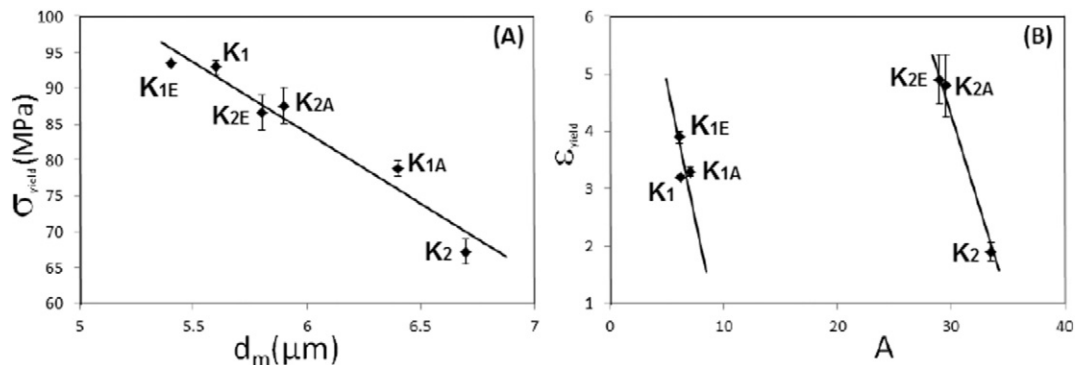 (A)
σyield(MPa)
100
95
90
85
80
75
70
65
60
K1E
K1
K2E
K2A
K1A
K2
5
5.5
6
6.5
7
dm(μm)
(B)
εyield
6
5
4
3
2
1
K2E
K2A
K1E
K1
K1A
K2
0
10
20
30
40
A